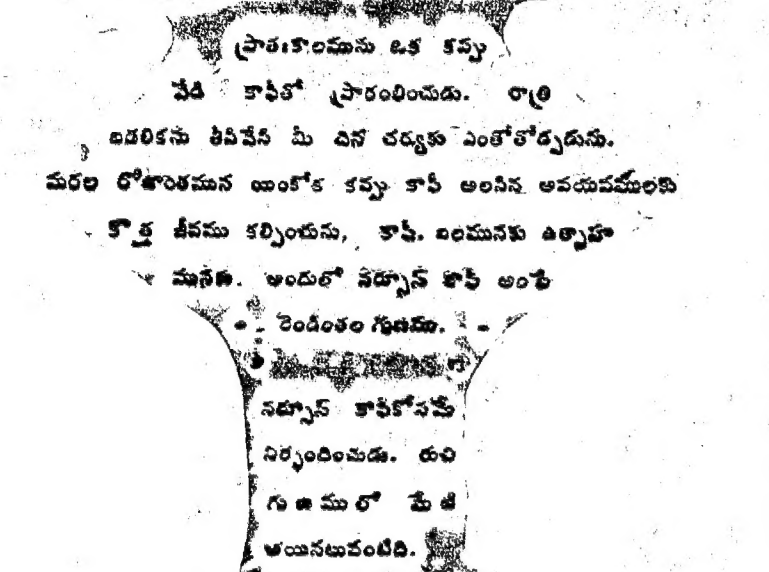 ప్రాతఃకాలమును ఒక కప్పు
వేడి కాఫీతో ప్రారంభించుడు. రాత్రి
బడలికను తీసివేసి మీ దిన చర్యకు ఎంతోతోడ్పడును.
మరల రోజాంతమున యింకొక కప్పు కాఫీ అలసిన అవయవములకు
కొత్త జీవము కల్పించును, కాఫీ. బలమునకు ఉత్సాహ
మునకు. అందులో నర్సూస్ కాఫీ అంటే
రెండింతల గుణము.
నర్సూస్ కాఫీకోసమే
నిర్భందించుడు. రుచి
గుణములో మేటి
అయినటువంటిది.